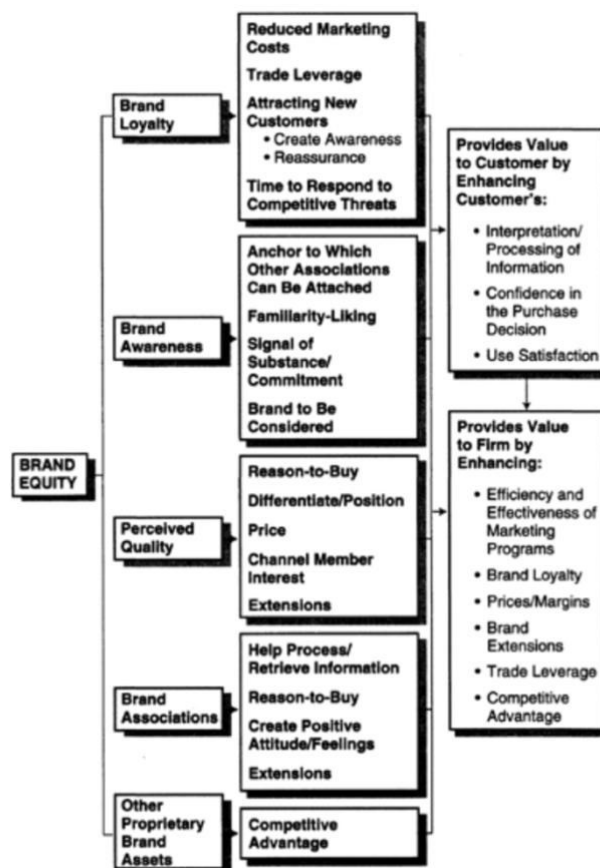 BRAND
EQUITY
Brand
Loyalty
Reduced Marketing
Costs
Trade Leverage
Attracting New
Customers
• Create Awareness
• Reassurance
Time to Respond to
Competitive Threats
Brand
Awareness
Anchor to Which
Other Associations
Can Be Attached
Familiarity-Liking
Signal of
Substance/
Commitment
Brand to Be
Considered
Perceived
Quality
Reason-to-Buy
Differentiate/Position
Price
Channel Member
Interest
Extensions
Brand
Associations
Help Process/
Retrieve Information
Reason-to-Buy
Create Positive
Attitude/Feelings
Extensions
Other
Proprietary
Brand
Assets
Competitive
Advantage
Provides Value
to Customer by
Enhancing
Customer's:
• Interpretation/
Processing of
Information
• Confidence in
the Purchase
Decision
• Use Satisfaction
Provides Value
to Firm by
Enhancing:
• Efficiency and
Effectiveness of
Marketing
Programs
• Brand Loyalty
• Prices/Margins
• Brand
Extensions
• Trade Leverage
• Competitive
Advantage